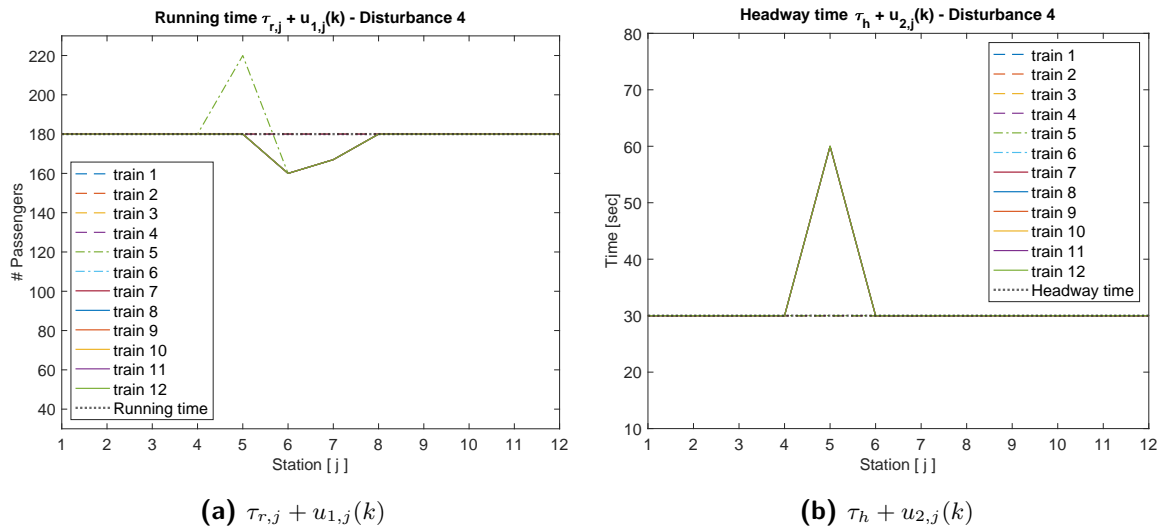 Running time τr,j + u1,j(k) - Disturbance 4
# Passengers
220
200
180
160
140
120
100
80
60
40
train 1
train 2
train 3
train 4
train 5
train 6
train 7
train 8
train 9
train 10
train 11
train 12
Running time
1 2 3 4 5 6 7 8 9 10 11 12
Station [ j ]
(a) τr,j + u1,j(k)
Headway time τh + u2,j(k) - Disturbance 4
Time [sec]
80
70
60
50
40
30
20
10
train 1
train 2
train 3
train 4
train 5
train 6
train 7
train 8
train 9
train 10
train 11
train 12
Headway time
1 2 3 4 5 6 7 8 9 10 11 12
Station [ j ]
(b) τh + u2,j(k)